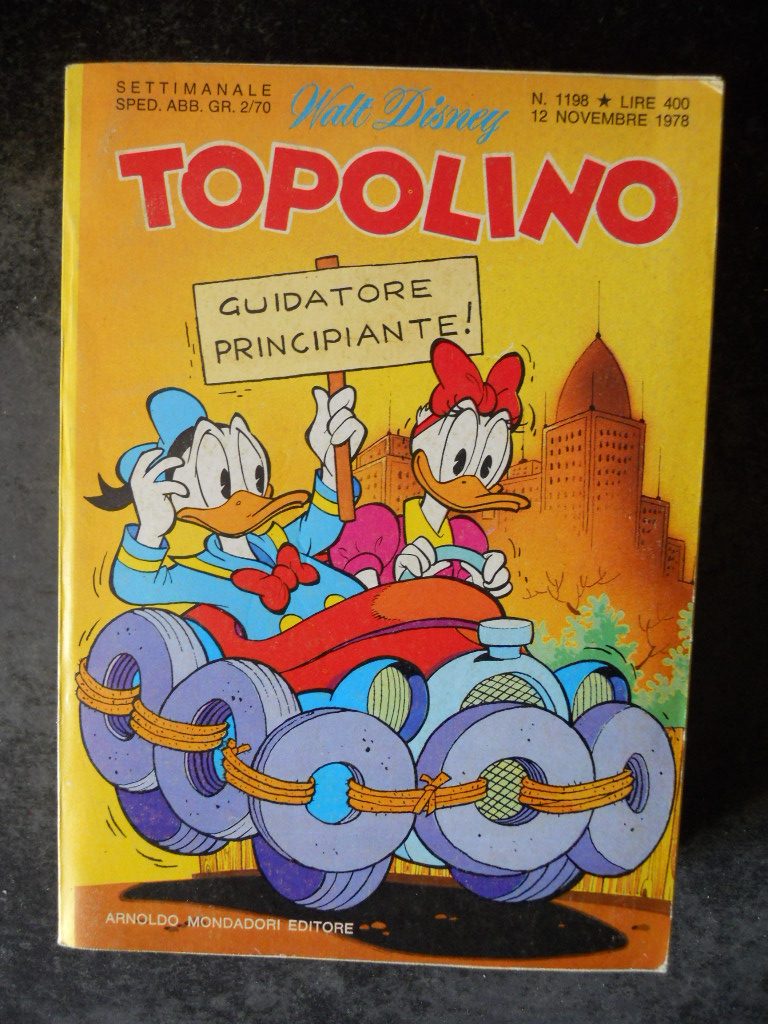 SETTIMANALE
SPED. ABB. GR. 2/70
Walt Disney
N. 1198 ★ LIRE 400
12 NOVEMBRE 1978
TOPOLINO
GUIDATORE
PRINCIPIANTE!
ARNOLDO MONDADORI EDITORE